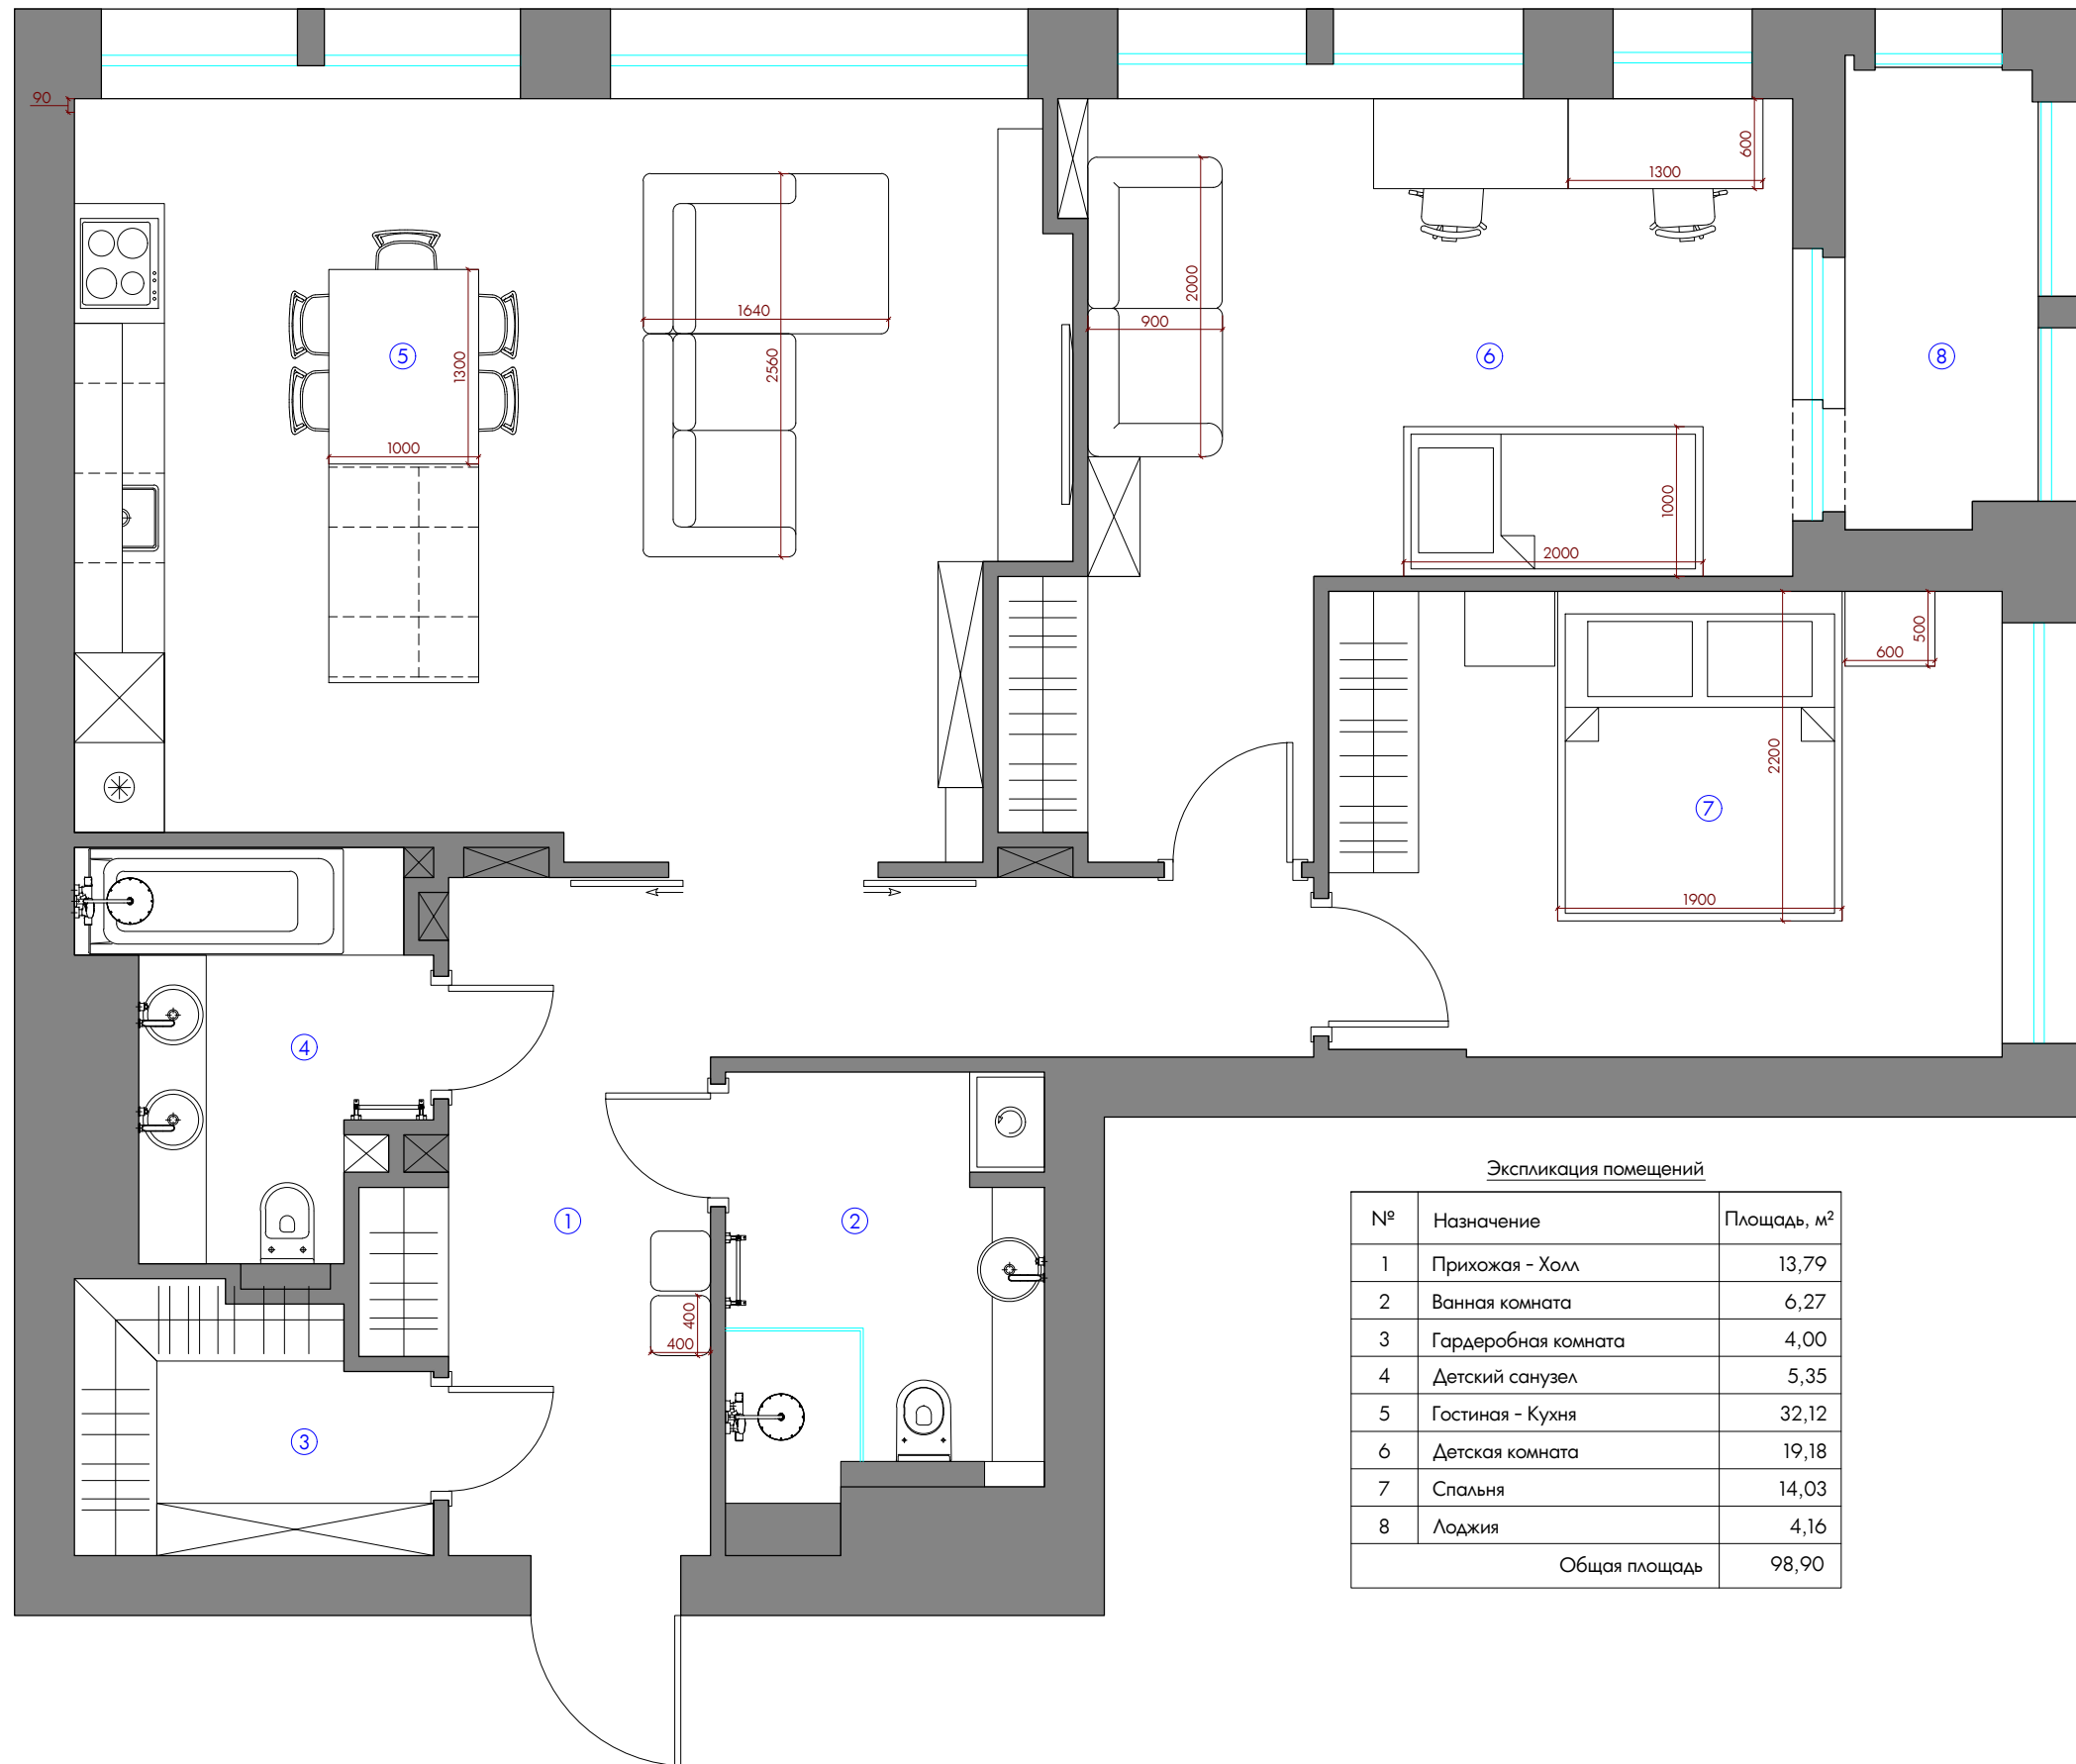 90
600
1300
2000
900
1640
2560
5
1300
6
8
1000
1000
2000
500
600
2200
7
1900
4
1
2
400
400
3
Экспликация помещений
№ Назначение Площадь, м²
1 Прихожая - Холл 13,79
2 Ванная комната 6,27
3 Гардеробная комната 4,00
4 Детский санузел 5,35
5 Гостиная - Кухня 32,12
6 Детская комната 19,18
7 Спальня 14,03
8 Лоджия 4,16
Общая площадь 98,90